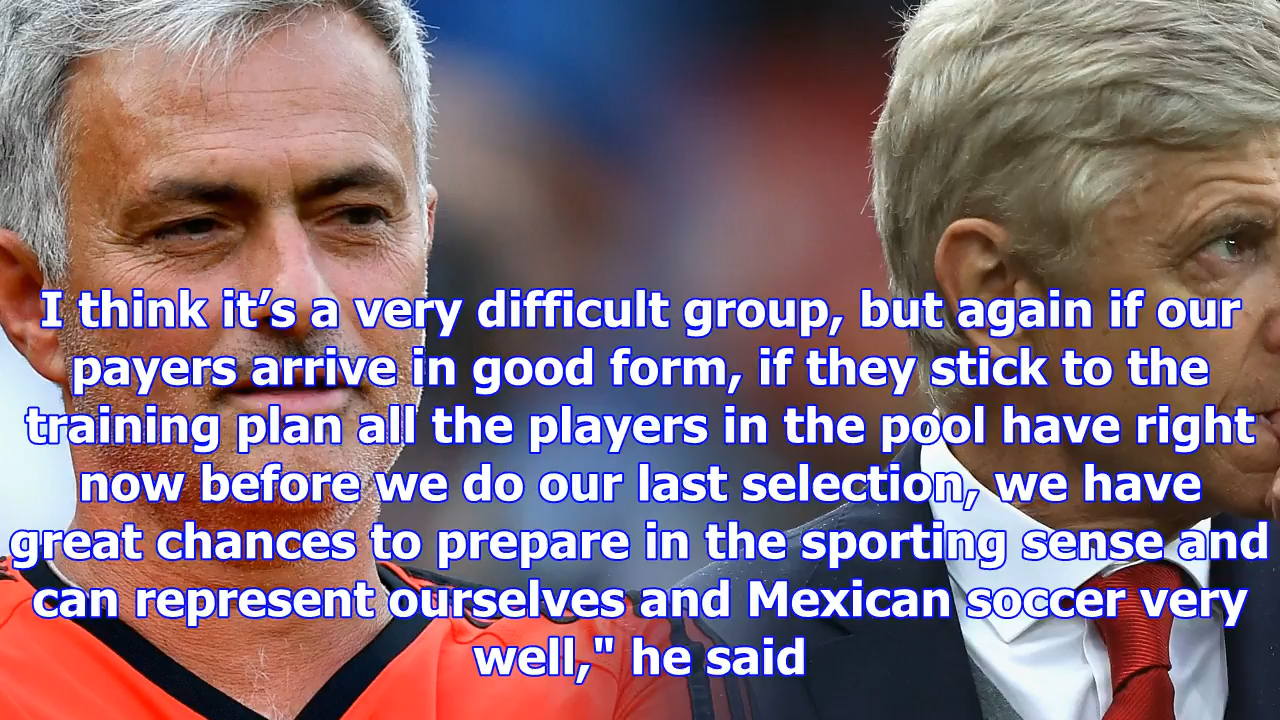 I think it’s a very difficult group, but again if our
payers arrive in good form, if they stick to the
training plan all the players in the pool have right
now before we do our last selection, we have
great chances to prepare in the sporting sense and
can represent ourselves and Mexican soccer very
well," he said